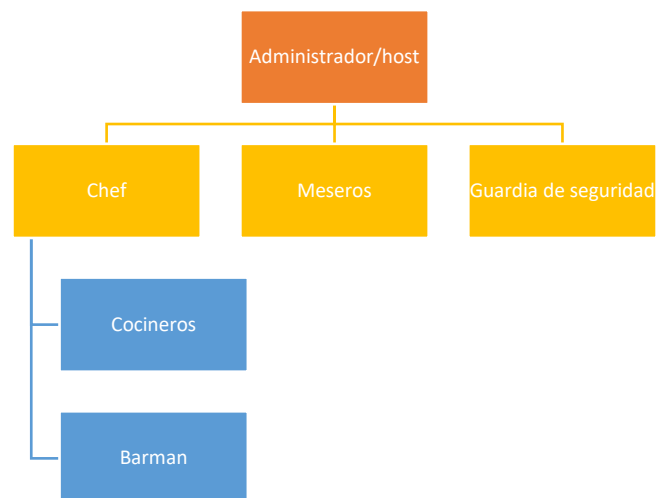 Administrador/host
Chef
Meseros
Guardia de seguridad
Cocineros
Barman